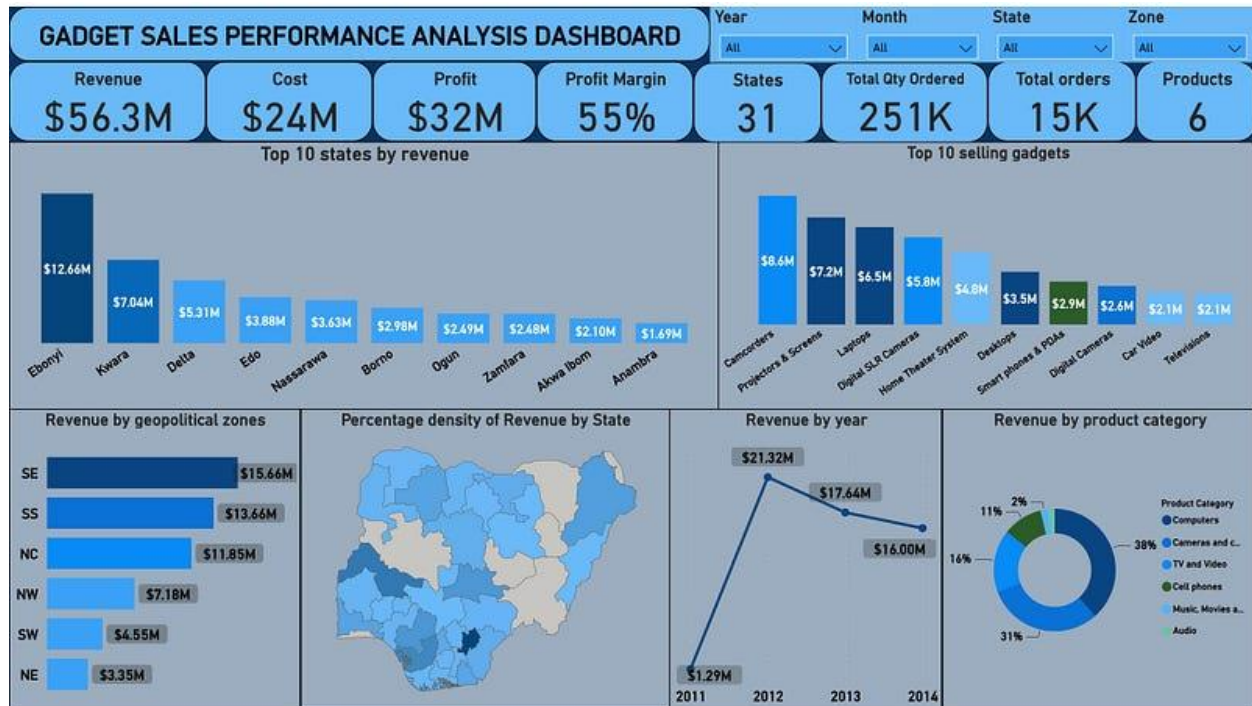 GADGET SALES PERFORMANCE ANALYSIS DASHBOARD
Year
Month
State
Zone
All
All
All
All
Revenue
$56.3M
Cost
$24M
Profit
$32M
Profit Margin
55%
States
31
Total Qty Ordered
251K
Total orders
15K
Products
6
Top 10 states by revenue
$12.66M
$7.04M
$5.31M
$3.88M
$3.63M
$2.98M
$2.49M
$2.48M
$2.10M
$1.69M
Ebonyi
Kwara
Delta
Edo
Nassarawa
Borno
Ogun
Zamfara
Akwa Ibom
Anambra
Top 10 selling gadgets
$8.6M
$7.2M
$6.5M
$5.8M
$4.8M
$3.5M
$2.9M
$2.6M
$2.1M
$2.1M
Camcorders
Projectors & Screens
Laptops
Digital SLR Cameras
Home Theater System
Desktops
Smart phones & PDAs
Digital Cameras
Car Video
Televisions
Revenue by geopolitical zones
SE $15.66M
SS $13.66M
NC $11.85M
NW $7.18M
SW $4.55M
NE $3.35M
Percentage density of Revenue by State
Revenue by year
$21.32M
$17.64M
$16.00M
$1.29M
2011 2012 2013 2014
Revenue by product category
2%
11%
16%
31%
38%
Product Category
Computers
Cameras and c...
TV and Video
Cell phones
Music, Movies a...
Audio